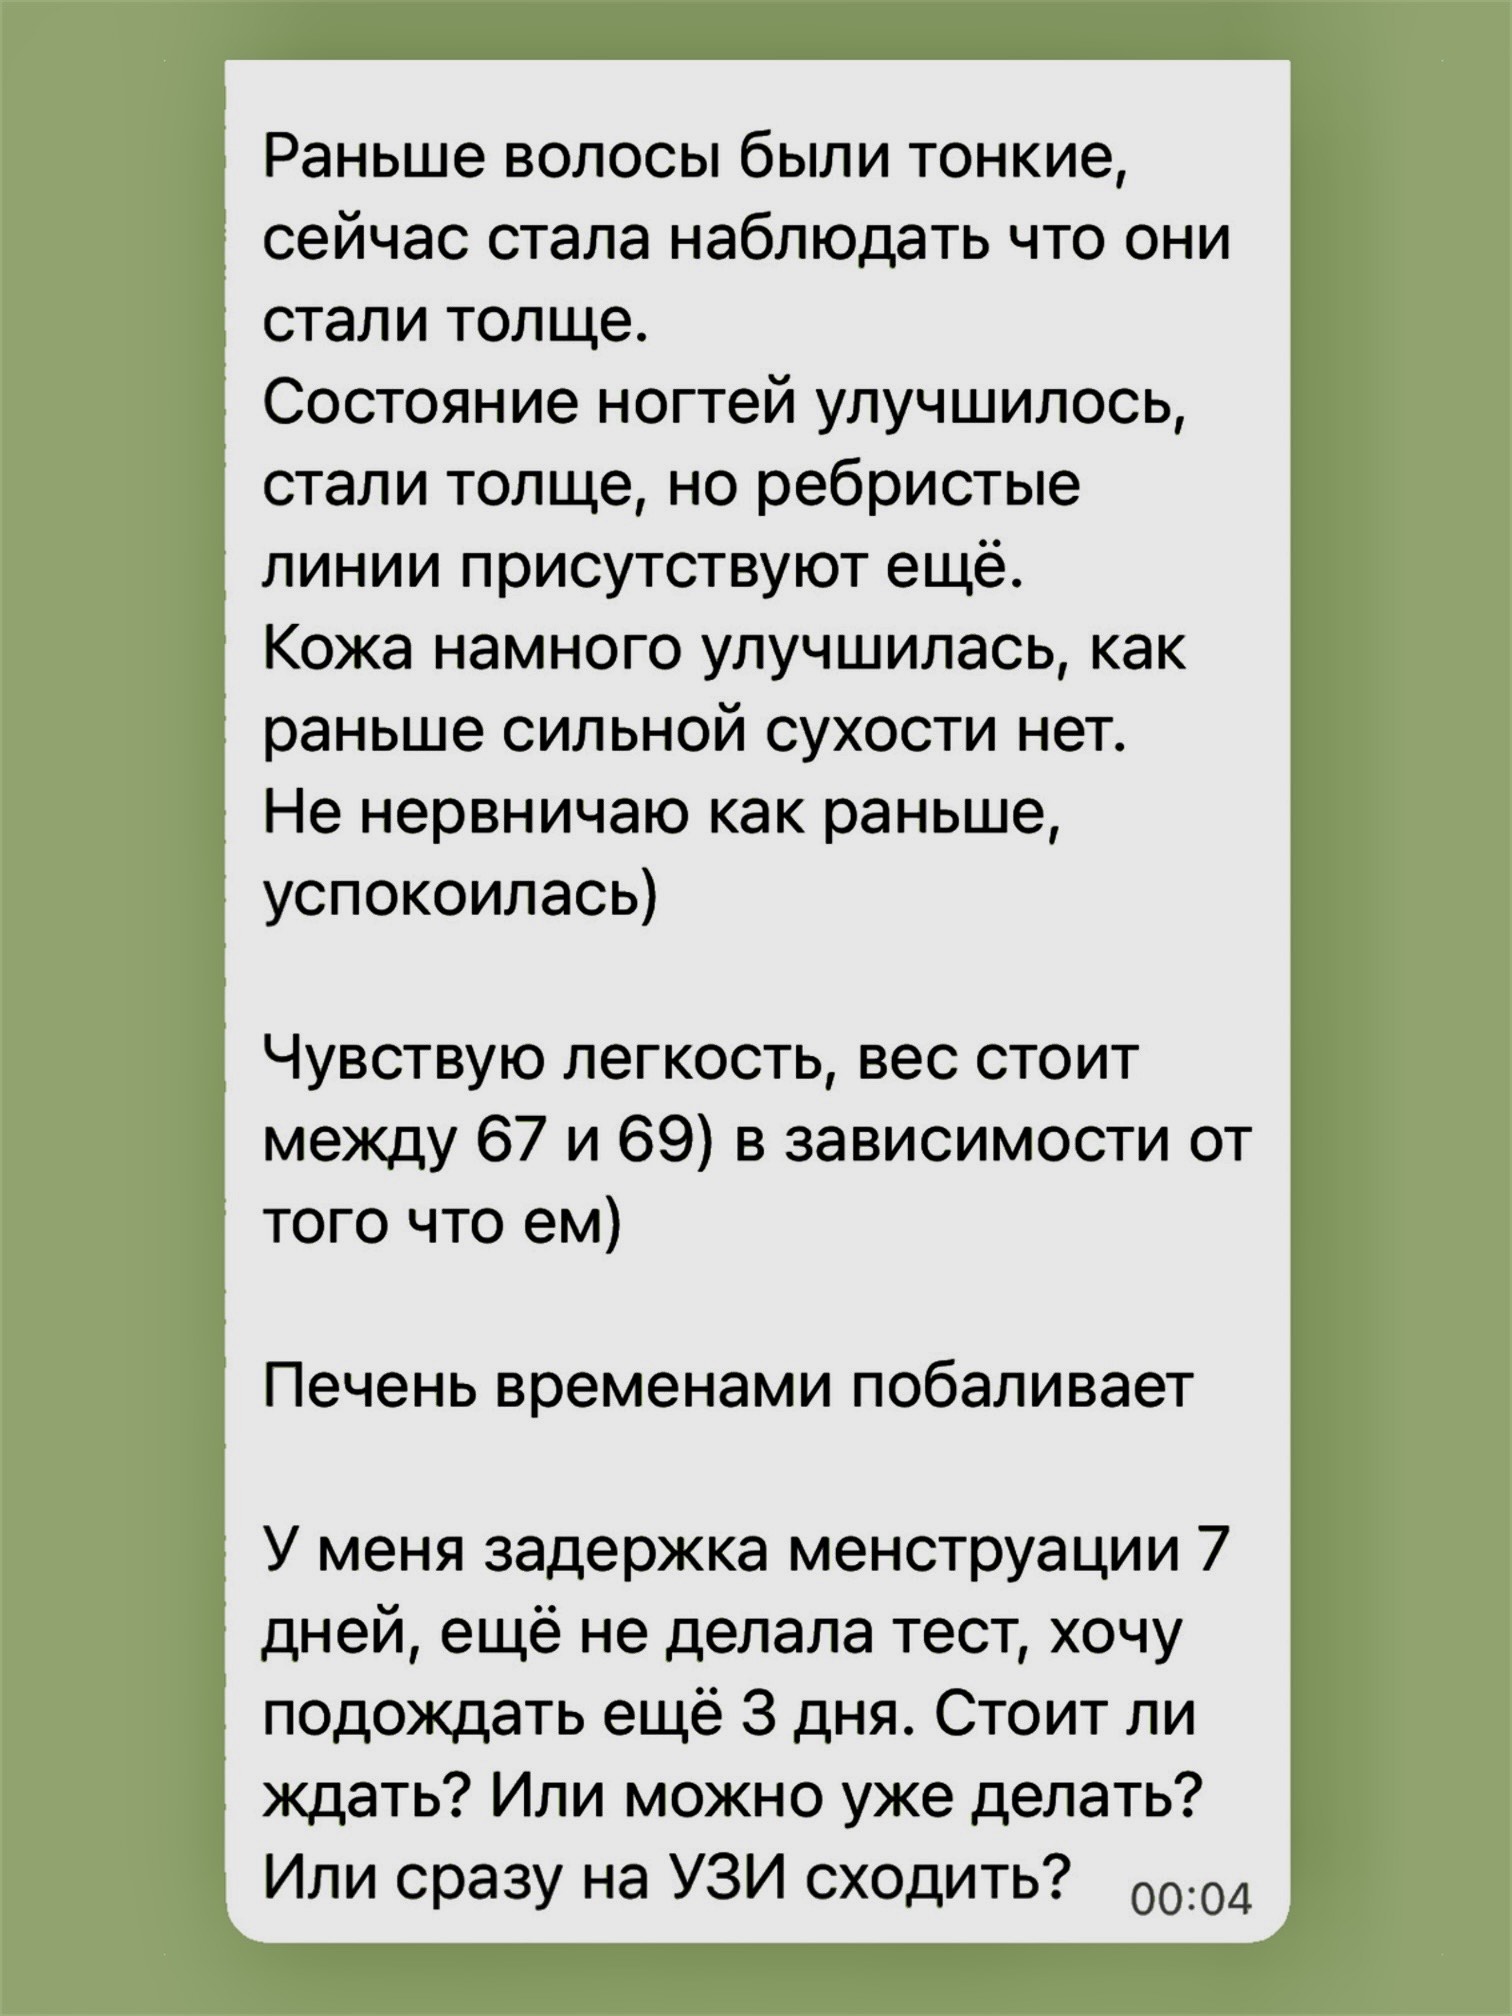 Раньше волосы были тонкие,
сейчас стала наблюдать что они
стали толще.
Состояние ногтей улучшилось,
стали толще, но ребристые
линии присутствуют ещё.
Кожа намного улучшилась, как
раньше сильной сухости нет.
Не нервничаю как раньше,
успокоилась)
Чувствую легкость, вес стоит
между 67 и 69) в зависимости от
того что ем)
Печень временами побаливает
У меня задержка менструации 7
дней, ещё не делала тест, хочу
подождать ещё 3 дня. Стоит ли
ждать? Или можно уже делать?
Или сразу на УЗИ сходить?
00:04